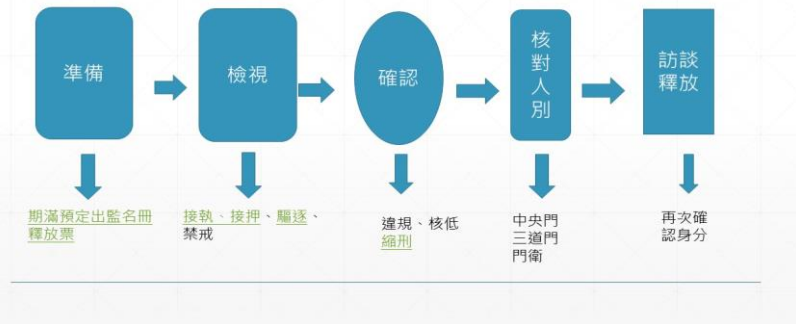 準備
檢視
確認
核
對
人
別
訪談
釋放
期滿預定出監名冊
釋放票
接執、接押、驅逐、
禁戒
違規、核低
縮刑
中央門
三道門
門衛
再次確
認身分